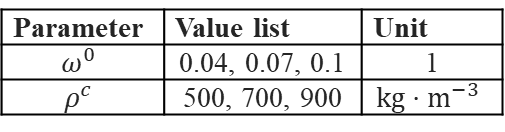 Parameter Value list Unit
ω⁰ 0.04, 0.07, 0.1 1
ρᶜ 500, 700, 900 kg · m⁻³